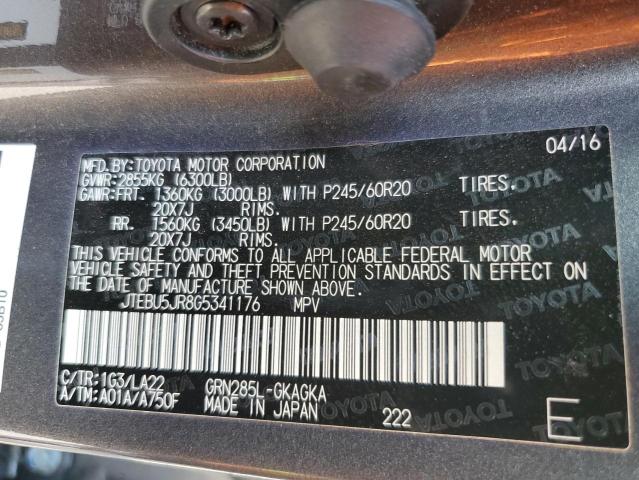 04/16
MFD.BY:TOYOTA MOTOR CORPORATION
GVWR:2855KG (6300LB)
GAWR:FRT. 1360KG (3000LB) WITH P245/60R20 TIRES.
20X7J RIMS.
RR. 1560KG (3450LB) WITH P245/60R20 TIRES.
20X7J RIMS.
THIS VEHICLE CONFORMS TO ALL APPLICABLE FEDERAL MOTOR
VEHICLE SAFETY AND THEFT PREVENTION STANDARDS IN EFFECT ON
THE DATE OF MANUFACTURE SHOWN ABOVE.
JTEBU5JR8G5341176 MPV
C/TR:1G3/LA22 GRN285L-GKAGKA
A/TM:A01A/A750F MADE IN JAPAN 222 E